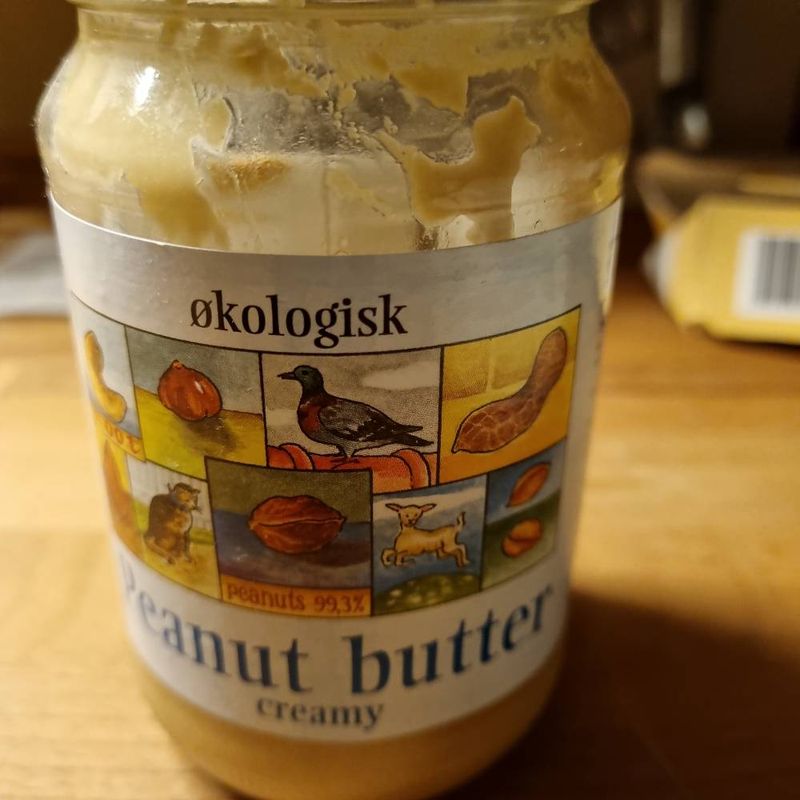 økologisk
peanuts 99,3%
Peanut butter
creamy